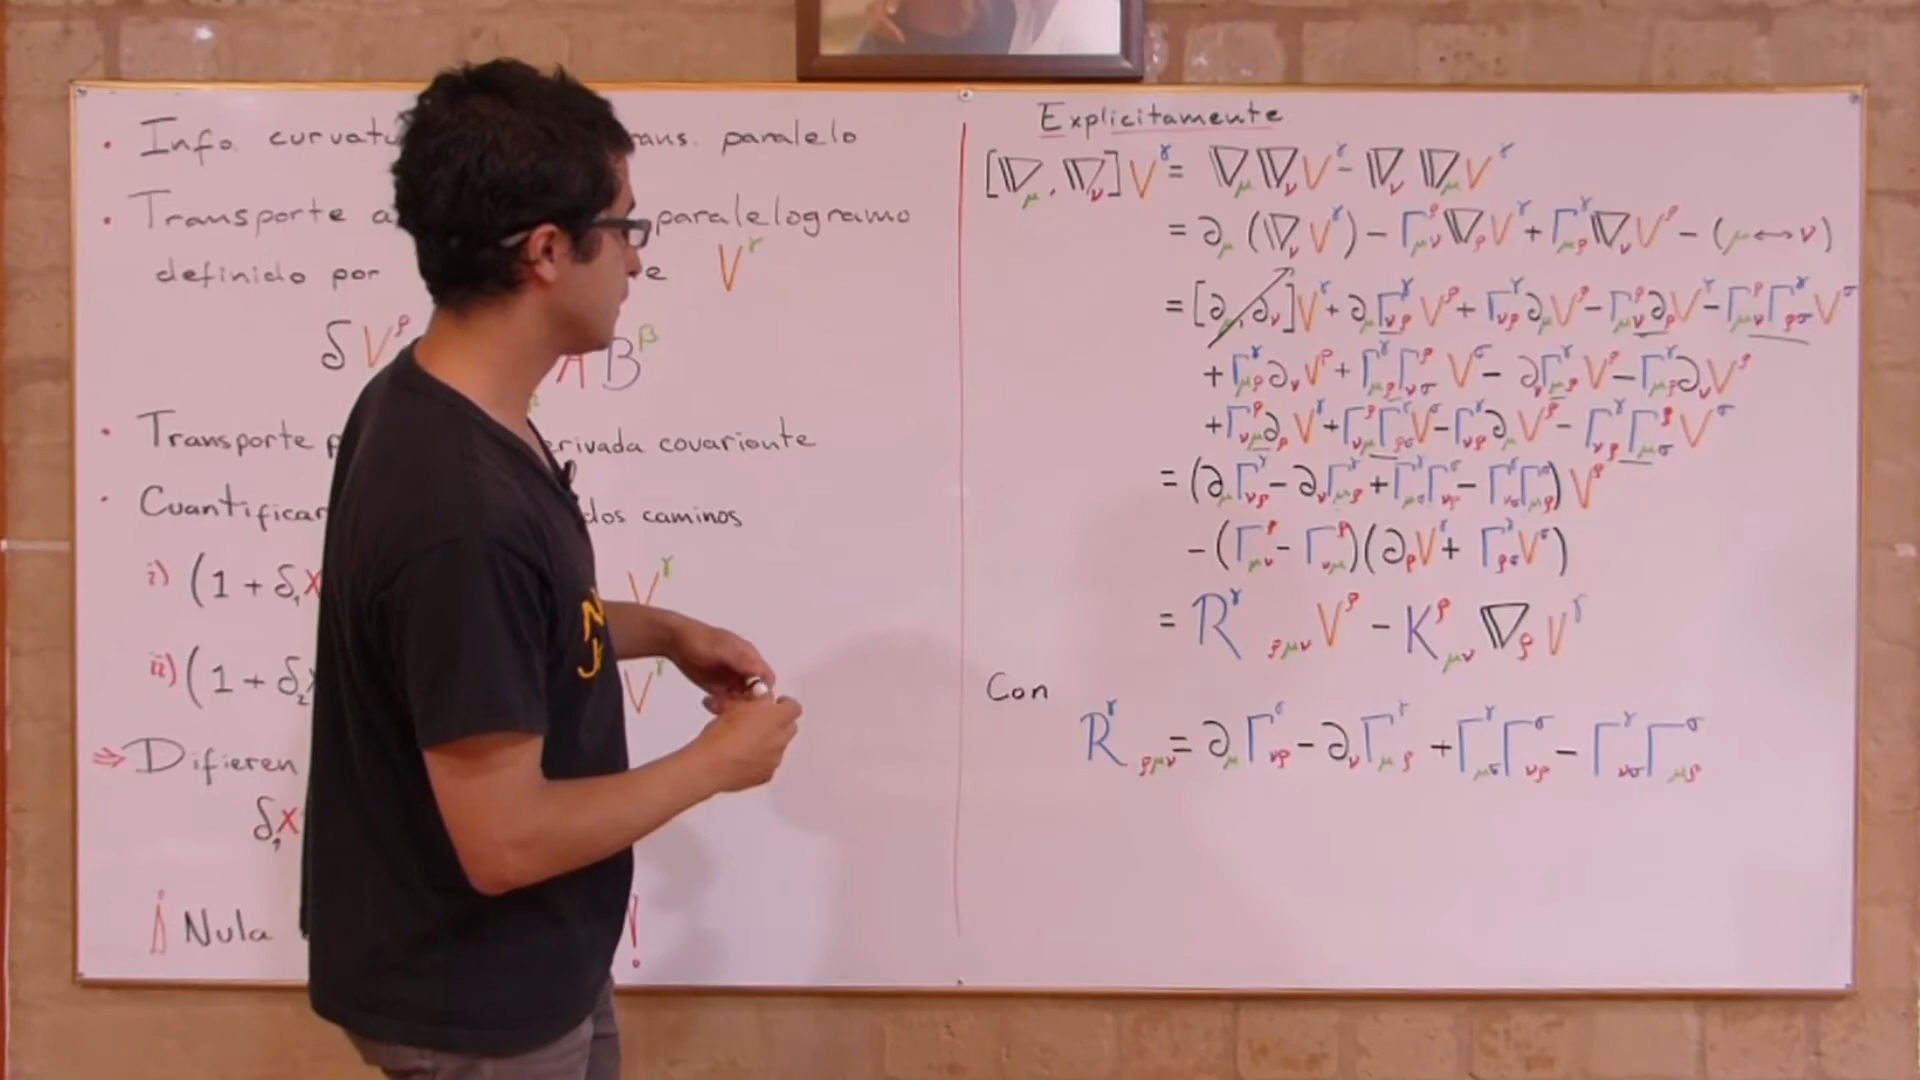 • Info. curvatu rans. paralelo
• Transporte a paralelogramo
definido por e V^γ
δV^ρ A B^β
• Transporte p erivada covariante
• Cuantificar dos caminos
i) (1 + δ₁x V^γ
ii) (1 + δ₂x V^γ
⇒ Difieren
δ₁x
¡ Nula !
Explicitamente
[∇_μ, ∇_ν] V^γ = ∇_μ ∇_ν V^γ - ∇_ν ∇_μ V^γ
= ∂_μ (∇_ν V^γ) - Γ^ρ_μν ∇_ρ V^γ + Γ^γ_μρ ∇_ν V^ρ - (μ ↔ ν)
= [∂_μ, ∂_ν] V^γ + ∂_μ Γ^γ_νρ V^ρ + Γ^γ_νρ ∂_μ V^ρ - Γ^ρ_μν ∂_ρ V^γ - Γ^ρ_μν Γ^γ_ρσ V^σ
+ Γ^γ_μρ ∂_ν V^ρ + Γ^γ_μρ Γ^ρ_νσ V^σ - ∂_ν Γ^γ_μρ V^ρ - Γ^γ_μρ ∂_ν V^ρ
+ Γ^ρ_νμ ∂_ρ V^γ + Γ^ρ_νμ Γ^γ_ρσ V^σ - Γ^γ_νρ ∂_μ V^ρ - Γ^γ_νρ Γ^ρ_μσ V^σ
= (∂_μ Γ^γ_νρ - ∂_ν Γ^γ_μρ + Γ^γ_μσ Γ^σ_νρ - Γ^γ_νσ Γ^σ_μρ) V^ρ
- (Γ^ρ_μν - Γ^ρ_νμ)(∂_ρ V^γ + Γ^γ_ρσ V^σ)
= R^γ_ρμν V^ρ - K^ρ_μν ∇_ρ V^γ
Con
R^γ_ρμν = ∂_μ Γ^γ_νρ - ∂_ν Γ^γ_μρ + Γ^γ_μσ Γ^σ_νρ - Γ^γ_νσ Γ^σ_μρ